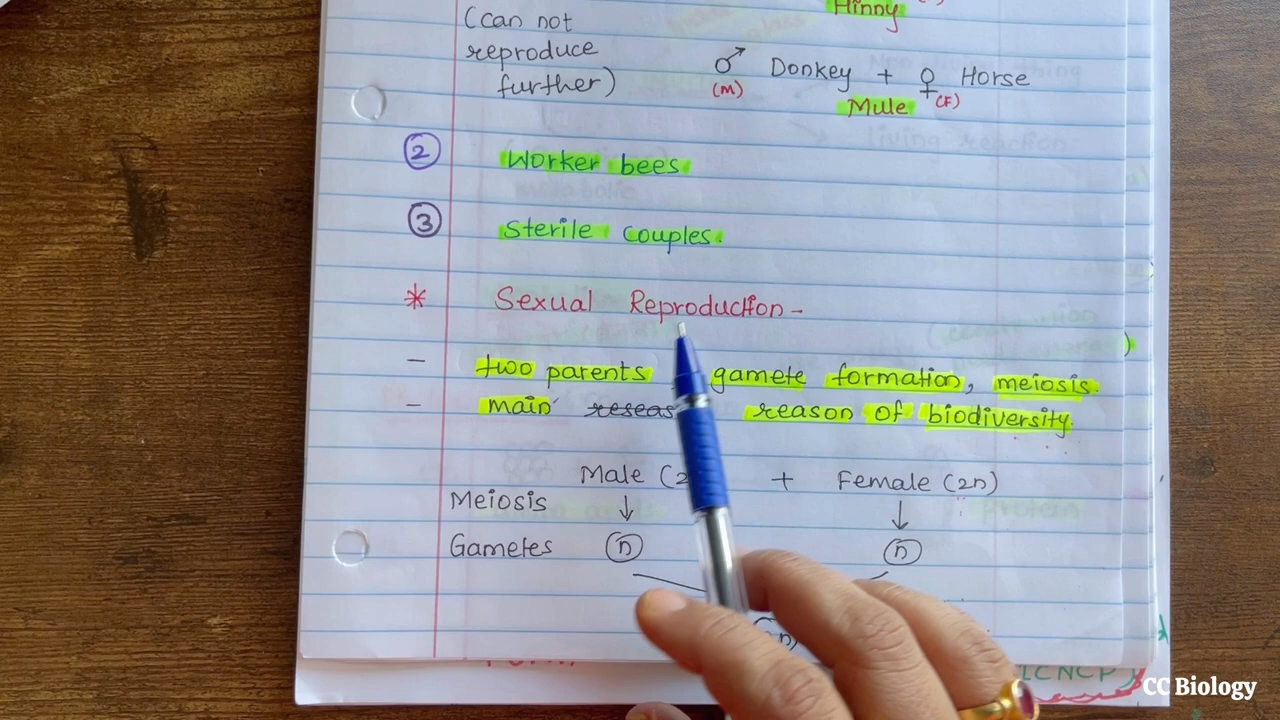 Hinny
(can not
reproduce
further)
♂ Donkey + ♀ Horse
(M) Mule (F)
2 Worker bees
3 Sterile couples.
* Sexual Reproduction -
- two parents gamete formation, meiosis.
- main reason of biodiversity.
Male (2 + Female (2n)
Meiosis ↓ ↓
Gametes n n
n)
CC Biology